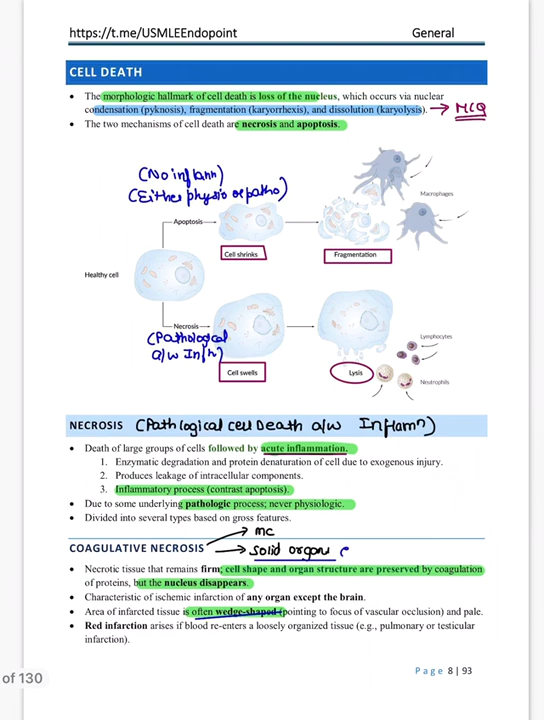 https://t.me/USMLEEndopoint General
CELL DEATH
• The morphologic hallmark of cell death is loss of the nucleus, which occurs via nuclear
condensation (pyknosis), fragmentation (karyorrhexis), and dissolution (karyolysis). → MCQ
• The two mechanisms of cell death are necrosis and apoptosis.
(No inflamn)
(Either physio or patho)
Macrophages
Apoptosis
Cell shrinks
Fragmentation
Healthy cell
Necrosis
(Pathological
a/w Infn)
Lymphocytes
Cell swells
Lysis
Neutrophils
NECROSIS (Pathological cell Death a/w Inflamn)
• Death of large groups of cells followed by acute inflammation.
1. Enzymatic degradation and protein denaturation of cell due to exogenous injury.
2. Produces leakage of intracellular components.
3. Inflammatory process (contrast apoptosis).
• Due to some underlying pathologic process; never physiologic.
• Divided into several types based on gross features.
→ mc
COAGULATIVE NECROSIS → solid organs
• Necrotic tissue that remains firm; cell shape and organ structure are preserved by coagulation
of proteins, but the nucleus disappears.
• Characteristic of ischemic infarction of any organ except the brain.
• Area of infarcted tissue is often wedge-shaped (pointing to focus of vascular occlusion) and pale.
• Red infarction arises if blood re-enters a loosely organized tissue (e.g., pulmonary or testicular
infarction).
Page 8 | 93
of 130